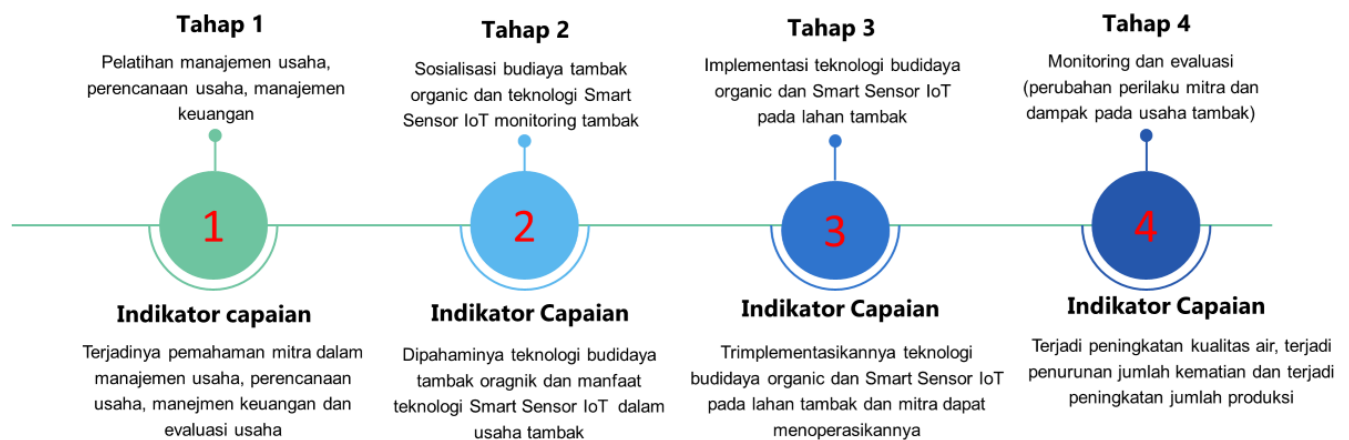 Tahap 1
Pelatihan manajemen usaha,
perencanaan usaha, manajemen
keuangan
1
Indikator capaian
Terjadinya pemahaman mitra dalam
manajemen usaha, perencanaan
usaha, manejmen keuangan dan
evaluasi usaha
Tahap 2
Sosialisasi budiaya tambak
organic dan teknologi Smart
Sensor IoT monitoring tambak
2
Indikator Capaian
Dipahaminya teknologi budidaya
tambak oragnik dan manfaat
teknologi Smart Sensor IoT dalam
usaha tambak
Tahap 3
Implementasi teknologi budidaya
organic dan Smart Sensor IoT
pada lahan tambak
3
Indikator Capaian
Trimplementasikannya teknologi
budidaya organic dan Smart Sensor IoT
pada lahan tambak dan mitra dapat
menoperasikannya
Tahap 4
Monitoring dan evaluasi
(perubahan perilaku mitra dan
dampak pada usaha tambak)
4
Indikator Capaian
Terjadi peningkatan kualitas air, terjadi
penurunan jumlah kematian dan terjadi
peningkatan jumlah produksi